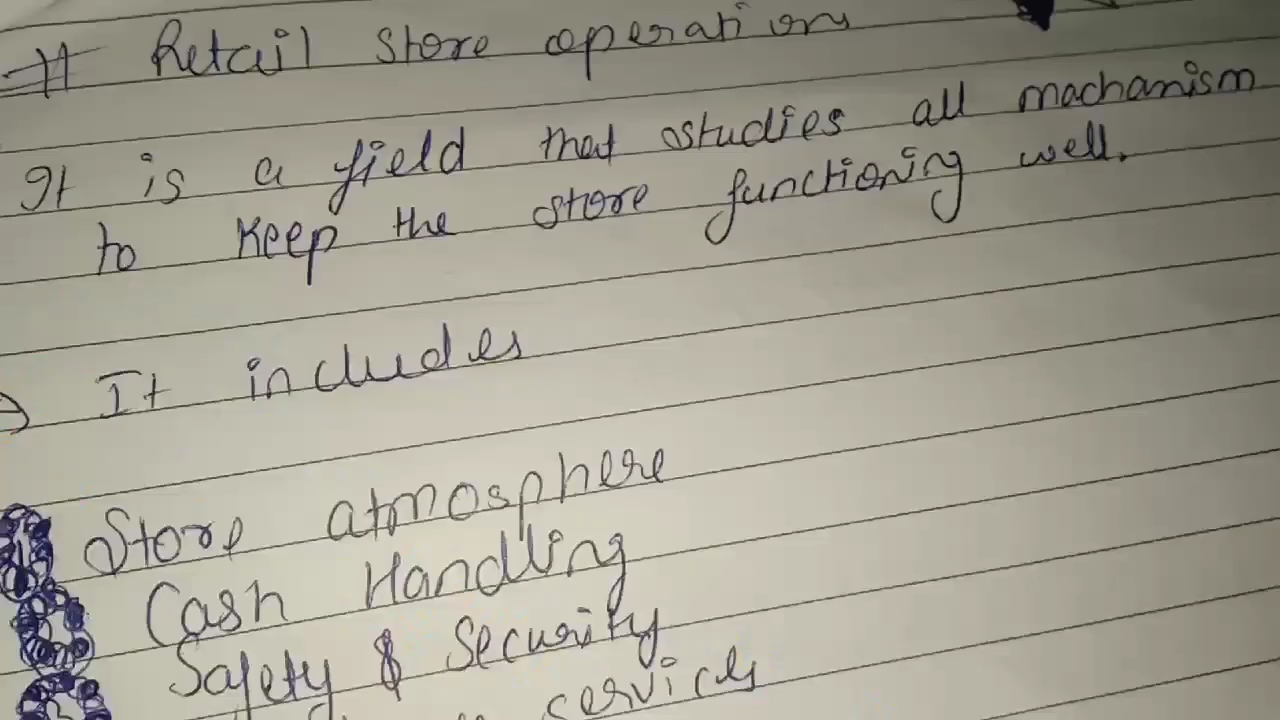 # Retail store operations
It is a field that studies all machanism
to keep the store functioning well.
→ It includes
Store atmosphere
Cash Handling
Safety & Security
services